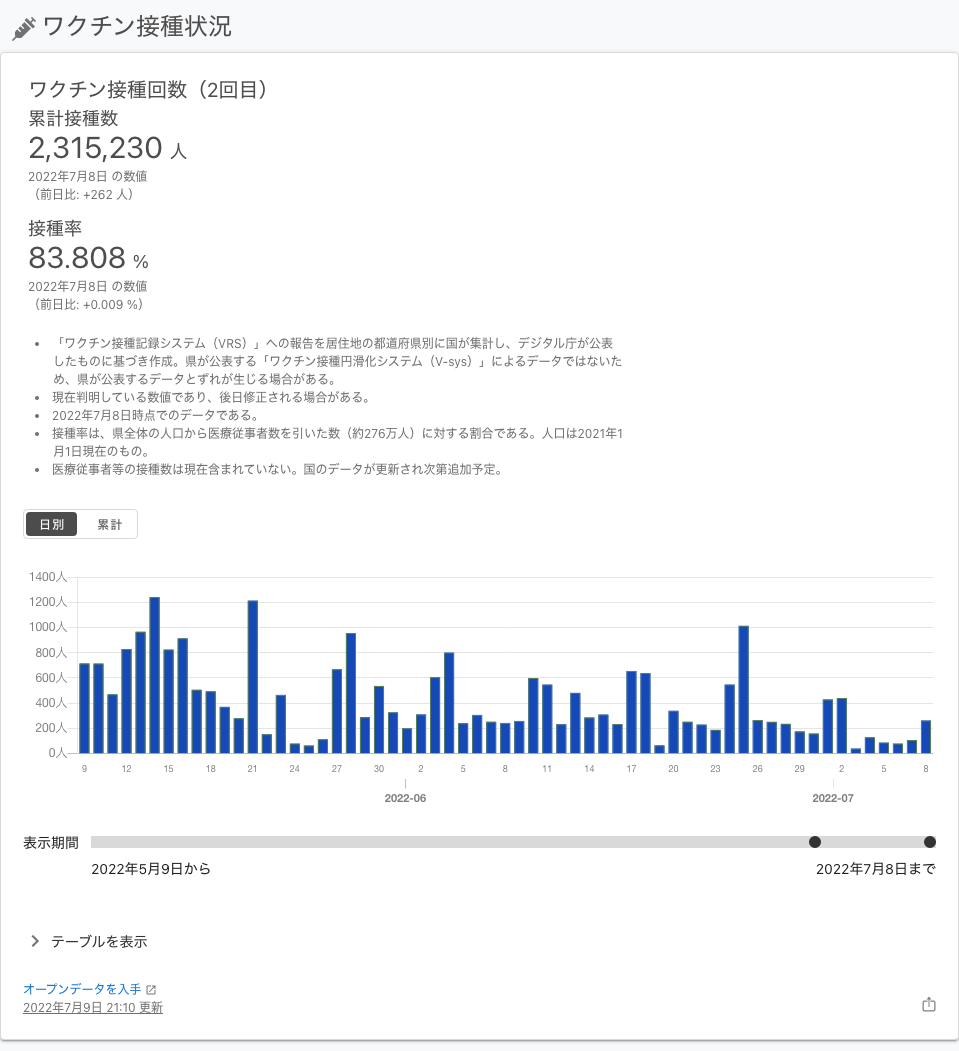 ワクチン接種状況
ワクチン接種回数（2回目）
累計接種数
2,315,230 人
2022年7月8日 の数値
（前日比: +262 人）
接種率
83.808 %
2022年7月8日 の数値
（前日比: +0.009 %）
• 「ワクチン接種記録システム（VRS）」への報告を居住地の都道府県別に国が集計し、デジタル庁が公表
したものに基づき作成。県が公表する「ワクチン接種円滑化システム（V-sys）」によるデータではないた
め、県が公表するデータとずれが生じる場合がある。
• 現在判明している数値であり、後日修正される場合がある。
• 2022年7月8日時点でのデータである。
• 接種率は、県全体の人口から医療従事者数を引いた数（約276万人）に対する割合である。人口は2021年1
月1日現在のもの。
• 医療従事者等の接種数は現在含まれていない。国のデータが更新され次第追加予定。
日別 累計
1400人
1200人
1000人
800人
600人
400人
200人
0人
9 12 15 18 21 24 27 30 2 5 8 11 14 17 20 23 26 29 2 5 8
2022-06 2022-07
表示期間
2022年5月9日から 2022年7月8日まで
テーブルを表示
オープンデータを入手
2022年7月9日 21:10 更新